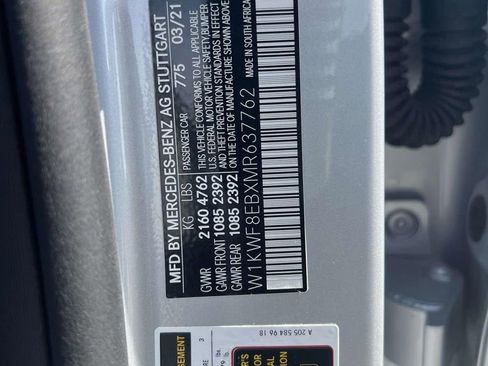 MFD BY MERCEDES-BENZ AG STUTTGART
KG LBS PASSENGER CAR 775 03/21
GVWR 2160 4762 THIS VEHICLE CONFORMS TO ALL APPLICABLE
U.S. FEDERAL MOTOR VEHICLE SAFETY, BUMPER
GAWR FRONT 1085 2392 AND THEFT PREVENTION STANDARDS IN EFFECT
GAWR REAR 1085 2392 ON THE DATE OF MANUFACTURE SHOWN ABOVE
W1KWF8EBXMR637762
MADE IN SOUTH AFRICA
A 205 584 96 18
3